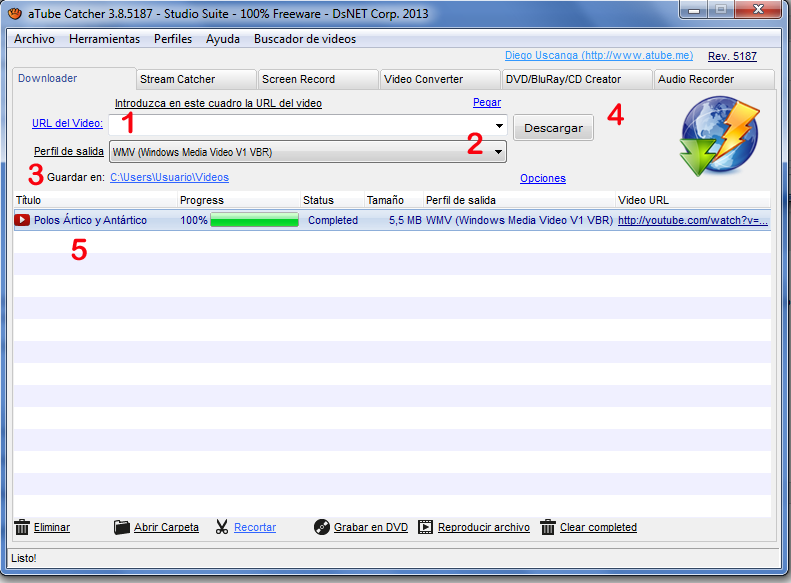 aTube Catcher 3.8.5187 - Studio Suite - 100% Freeware - DsNET Corp. 2013
Archivo Herramientas Perfiles Ayuda Buscador de videos
Diego Uscanga (http://www.atube.me) Rev. 5187
Downloader Stream Catcher Screen Record Video Converter DVD/BluRay/CD Creator Audio Recorder
Introduzca en este cuadro la URL del video Pegar
URL del Video: 1 Descargar 4
Perfil de salida WMV (Windows Media Video V1 VBR) 2
3 Guardar en: C:\Users\Usuario\Videos Opciones
Título Progress Status Tamaño Perfil de salida Video URL
Polos Ártico y Antártico 100% Completed 5,5 MB WMV (Windows Media Video V1 VBR) http://youtube.com/watch?v=...
5
Eliminar Abrir Carpeta Recortar Grabar en DVD Reproducir archivo Clear completed
Listo!